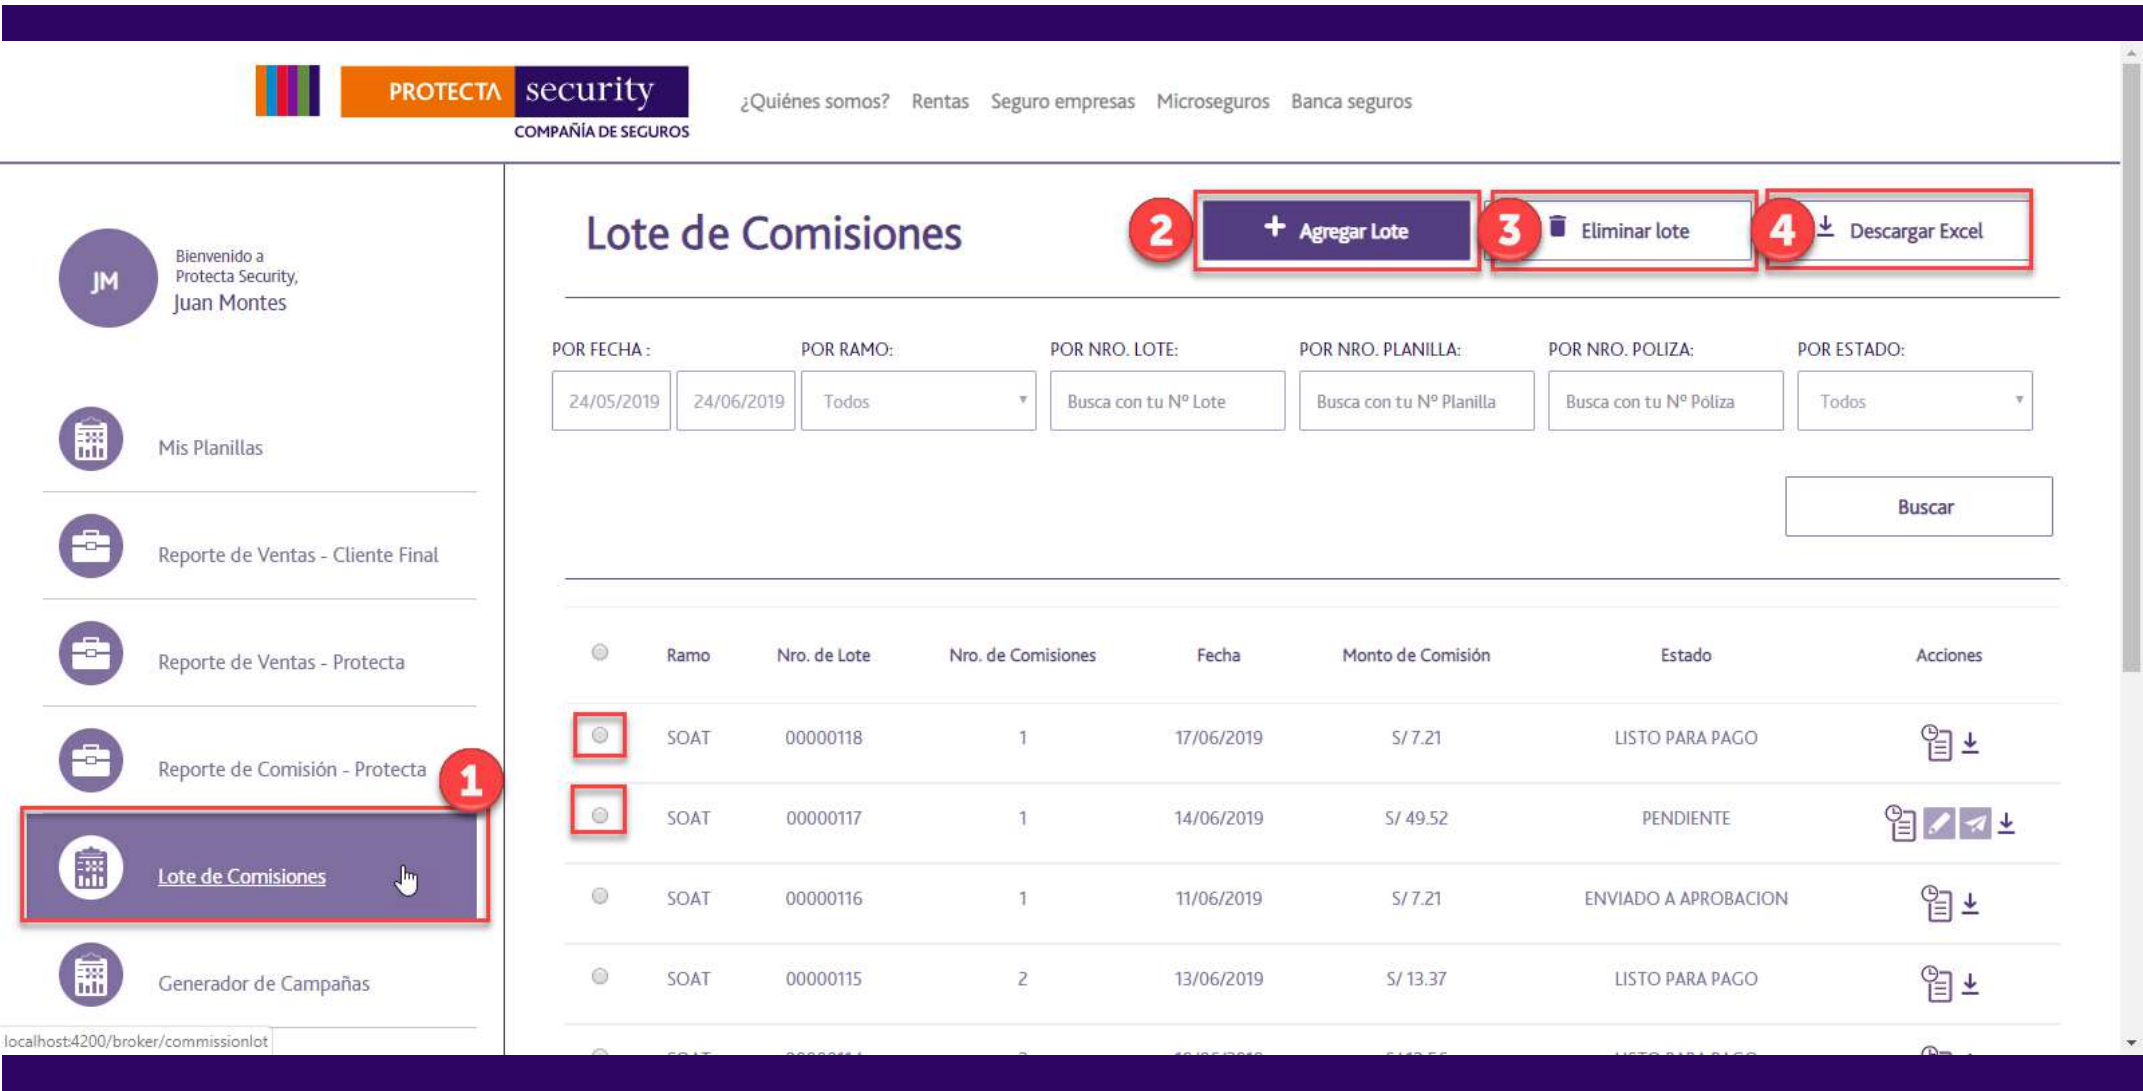 PROTECTA security
COMPAÑÍA DE SEGUROS
¿Quiénes somos? Rentas Seguro empresas Microseguros Banca seguros
JM
Bienvenido a
Protecta Security,
Juan Montes
Mis Planillas
Reporte de Ventas - Cliente Final
Reporte de Ventas - Protecta
Reporte de Comisión - Protecta
1
Lote de Comisiones
Generador de Campañas
localhost:4200/broker/commissionlot
Lote de Comisiones
2 + Agregar Lote
3 Eliminar lote
4 Descargar Excel
POR FECHA : POR RAMO: POR NRO. LOTE: POR NRO. PLANILLA: POR NRO. POLIZA: POR ESTADO:
24/05/2019 24/06/2019 Todos Busca con tu Nº Lote Busca con tu Nº Planilla Busca con tu Nº Póliza Todos
Buscar
Ramo Nro. de Lote Nro. de Comisiones Fecha Monto de Comisión Estado Acciones
SOAT 00000118 1 17/06/2019 S/ 7.21 LISTO PARA PAGO
SOAT 00000117 1 14/06/2019 S/ 49.52 PENDIENTE
SOAT 00000116 1 11/06/2019 S/ 7.21 ENVIADO A APROBACION
SOAT 00000115 2 13/06/2019 S/ 13.37 LISTO PARA PAGO